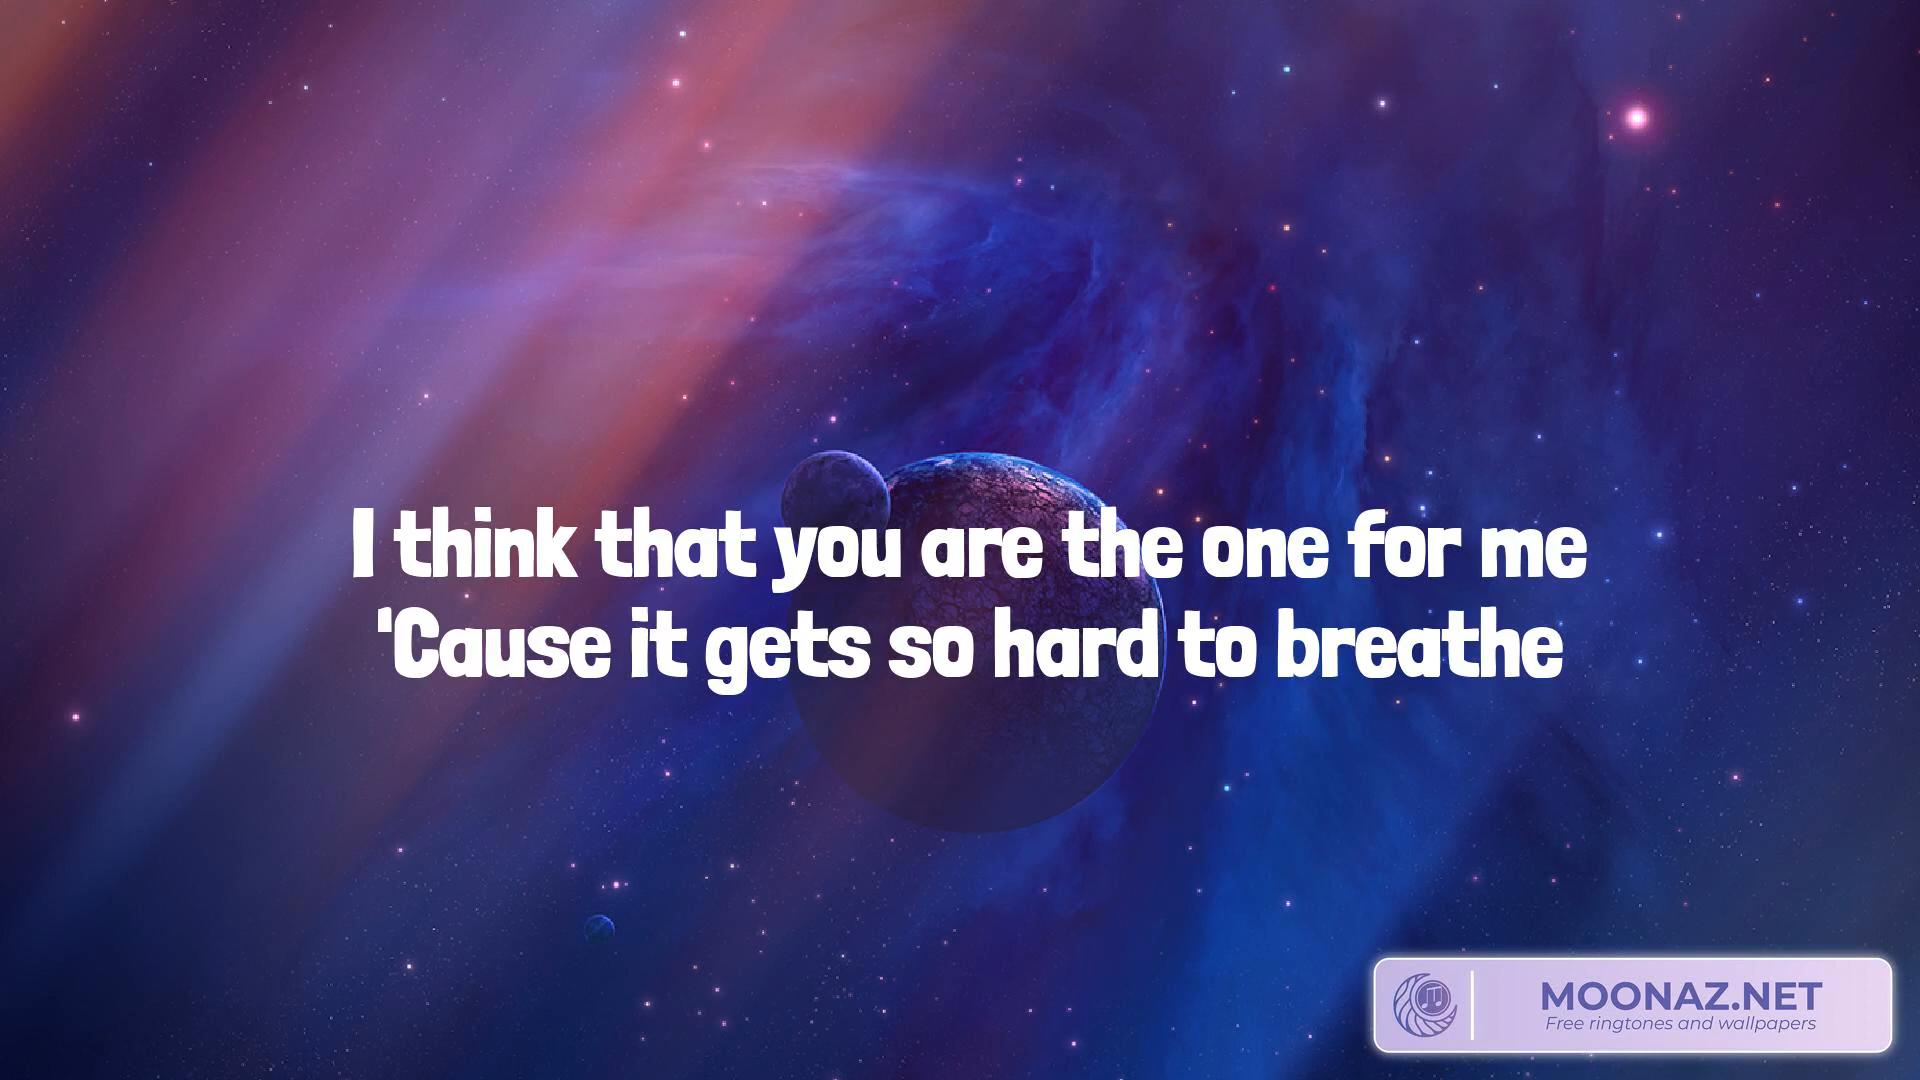 I think that you are the one for me
'Cause it gets so hard to breathe
MOONAZ.NET
Free ringtones and wallpapers